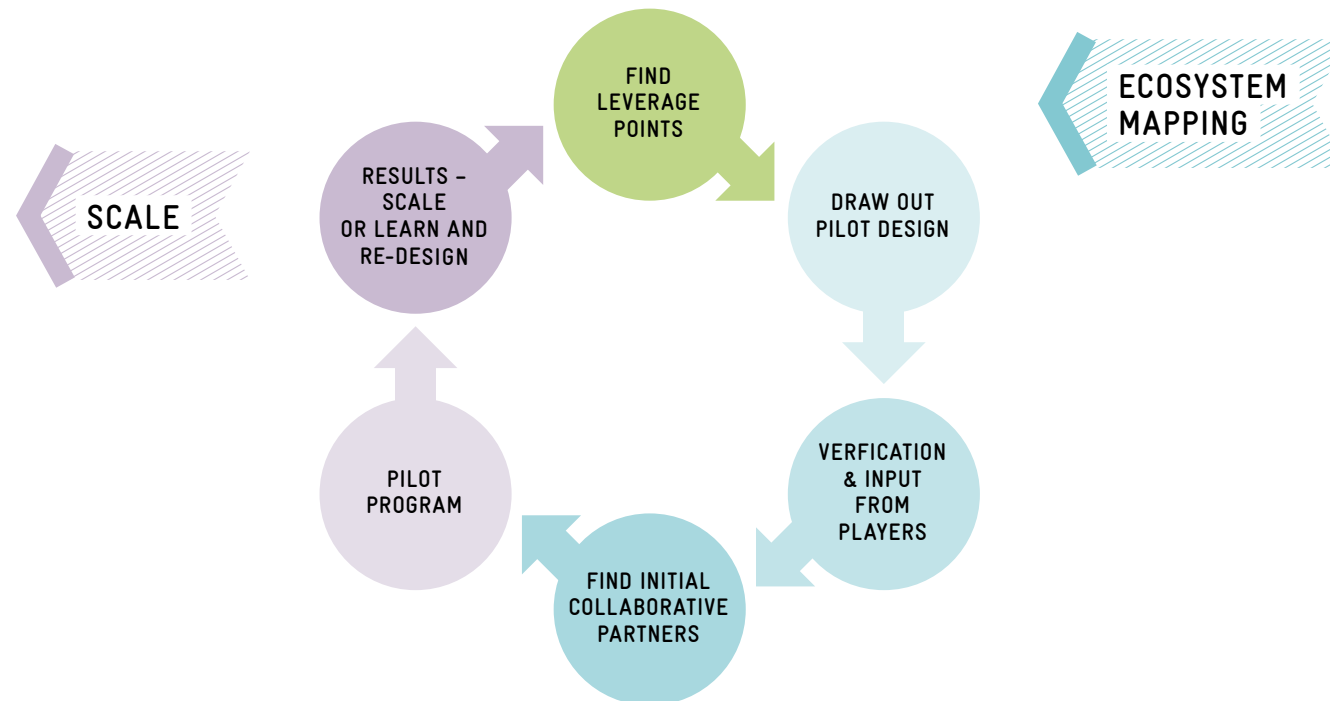 FIND
LEVERAGE
POINTS
ECOSYSTEM
MAPPING
RESULTS –
SCALE
OR LEARN AND
RE-DESIGN
SCALE
DRAW OUT
PILOT DESIGN
PILOT
PROGRAM
VERFICATION
& INPUT
FROM
PLAYERS
FIND INITIAL
COLLABORATIVE
PARTNERS